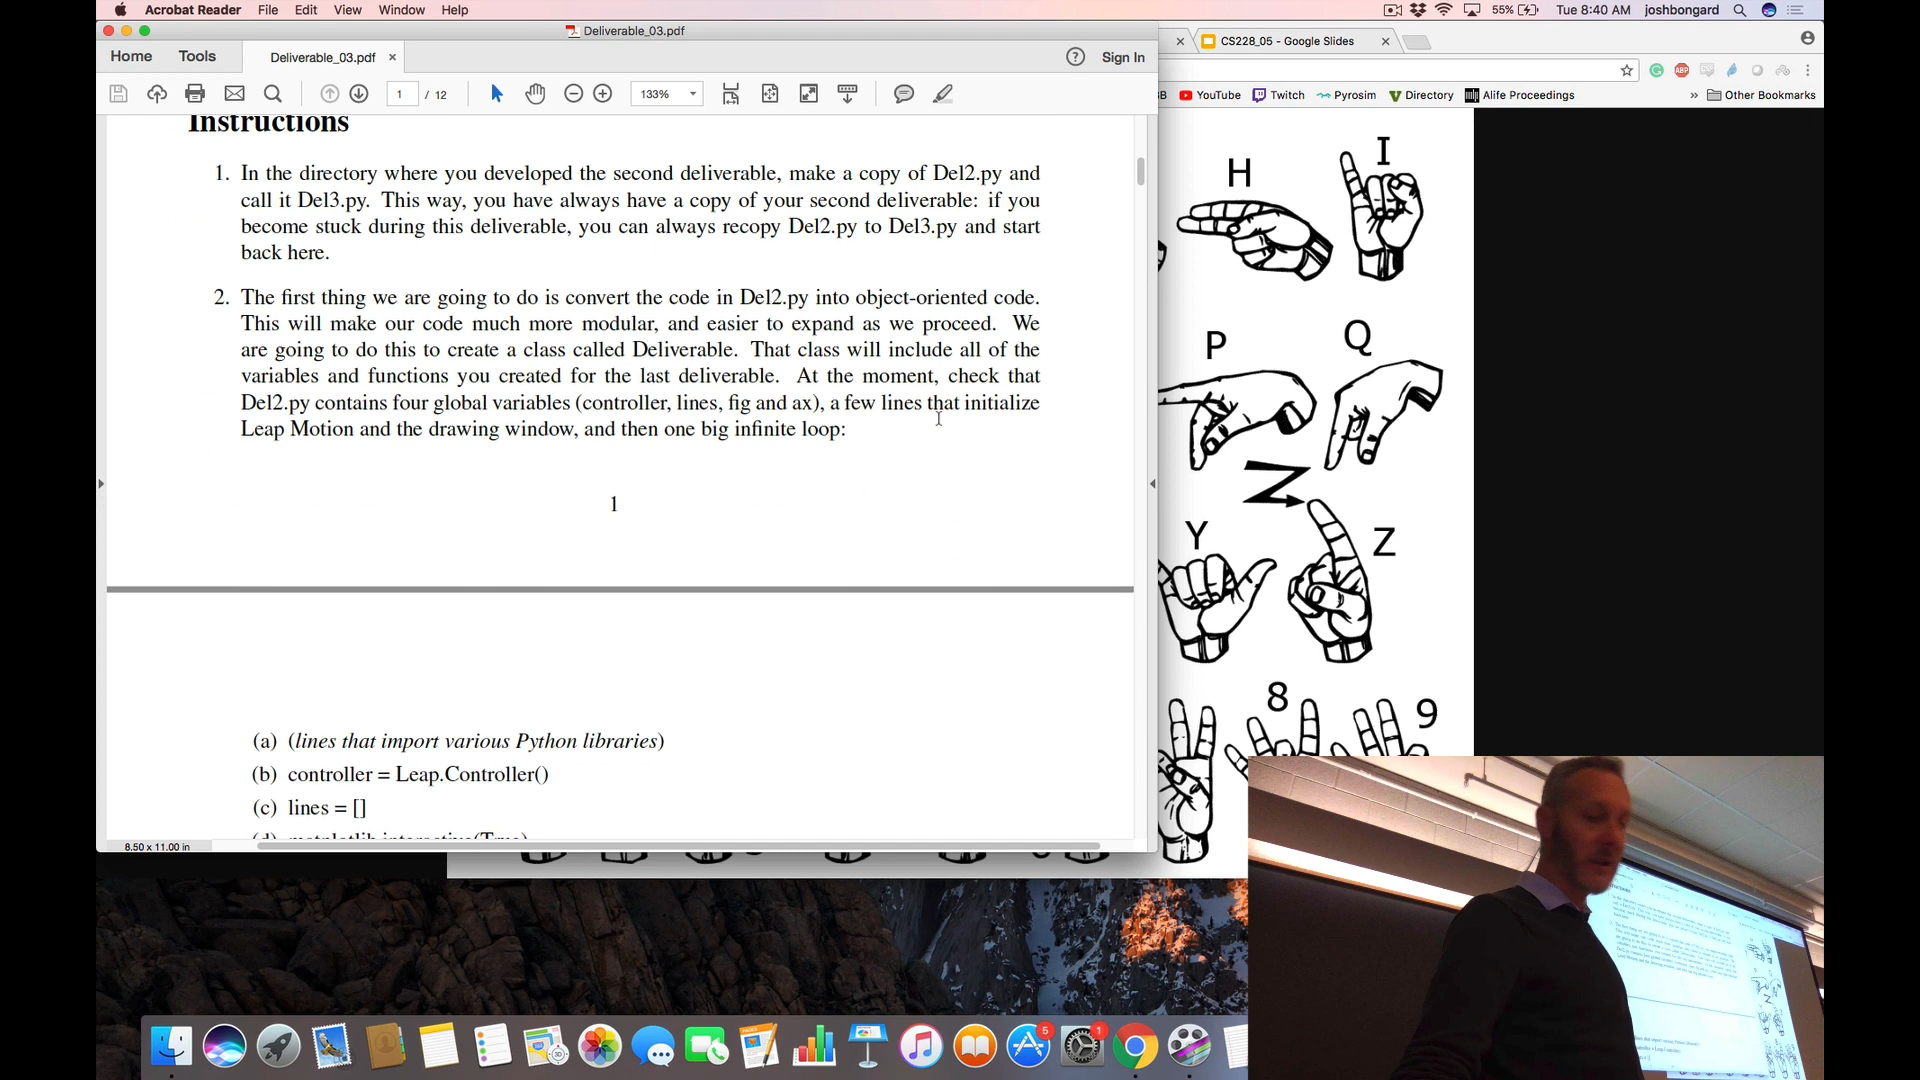 Acrobat Reader File Edit View Window Help
55% Tue 8:40 AM joshbongard
Deliverable_03.pdf
CS228_05 - Google Slides
Home Tools Deliverable_03.pdf Sign In
1 / 12 133%
YouTube Twitch Pyrosim Directory Alife Proceedings » Other Bookmarks
ABP
Instructions
1. In the directory where you developed the second deliverable, make a copy of Del2.py and
call it Del3.py. This way, you have always have a copy of your second deliverable: if you
become stuck during this deliverable, you can always recopy Del2.py to Del3.py and start
back here.
2. The first thing we are going to do is convert the code in Del2.py into object-oriented code.
This will make our code much more modular, and easier to expand as we proceed. We
are going to do this to create a class called Deliverable. That class will include all of the
variables and functions you created for the last deliverable. At the moment, check that
Del2.py contains four global variables (controller, lines, fig and ax), a few lines that initialize
Leap Motion and the drawing window, and then one big infinite loop:
1
(a) (lines that import various Python libraries)
(b) controller = Leap.Controller()
(c) lines = []
(d) matplotlib.interactive(True)
8.50 x 11.00 in
H I
P Q
Y Z
8 9
5 1